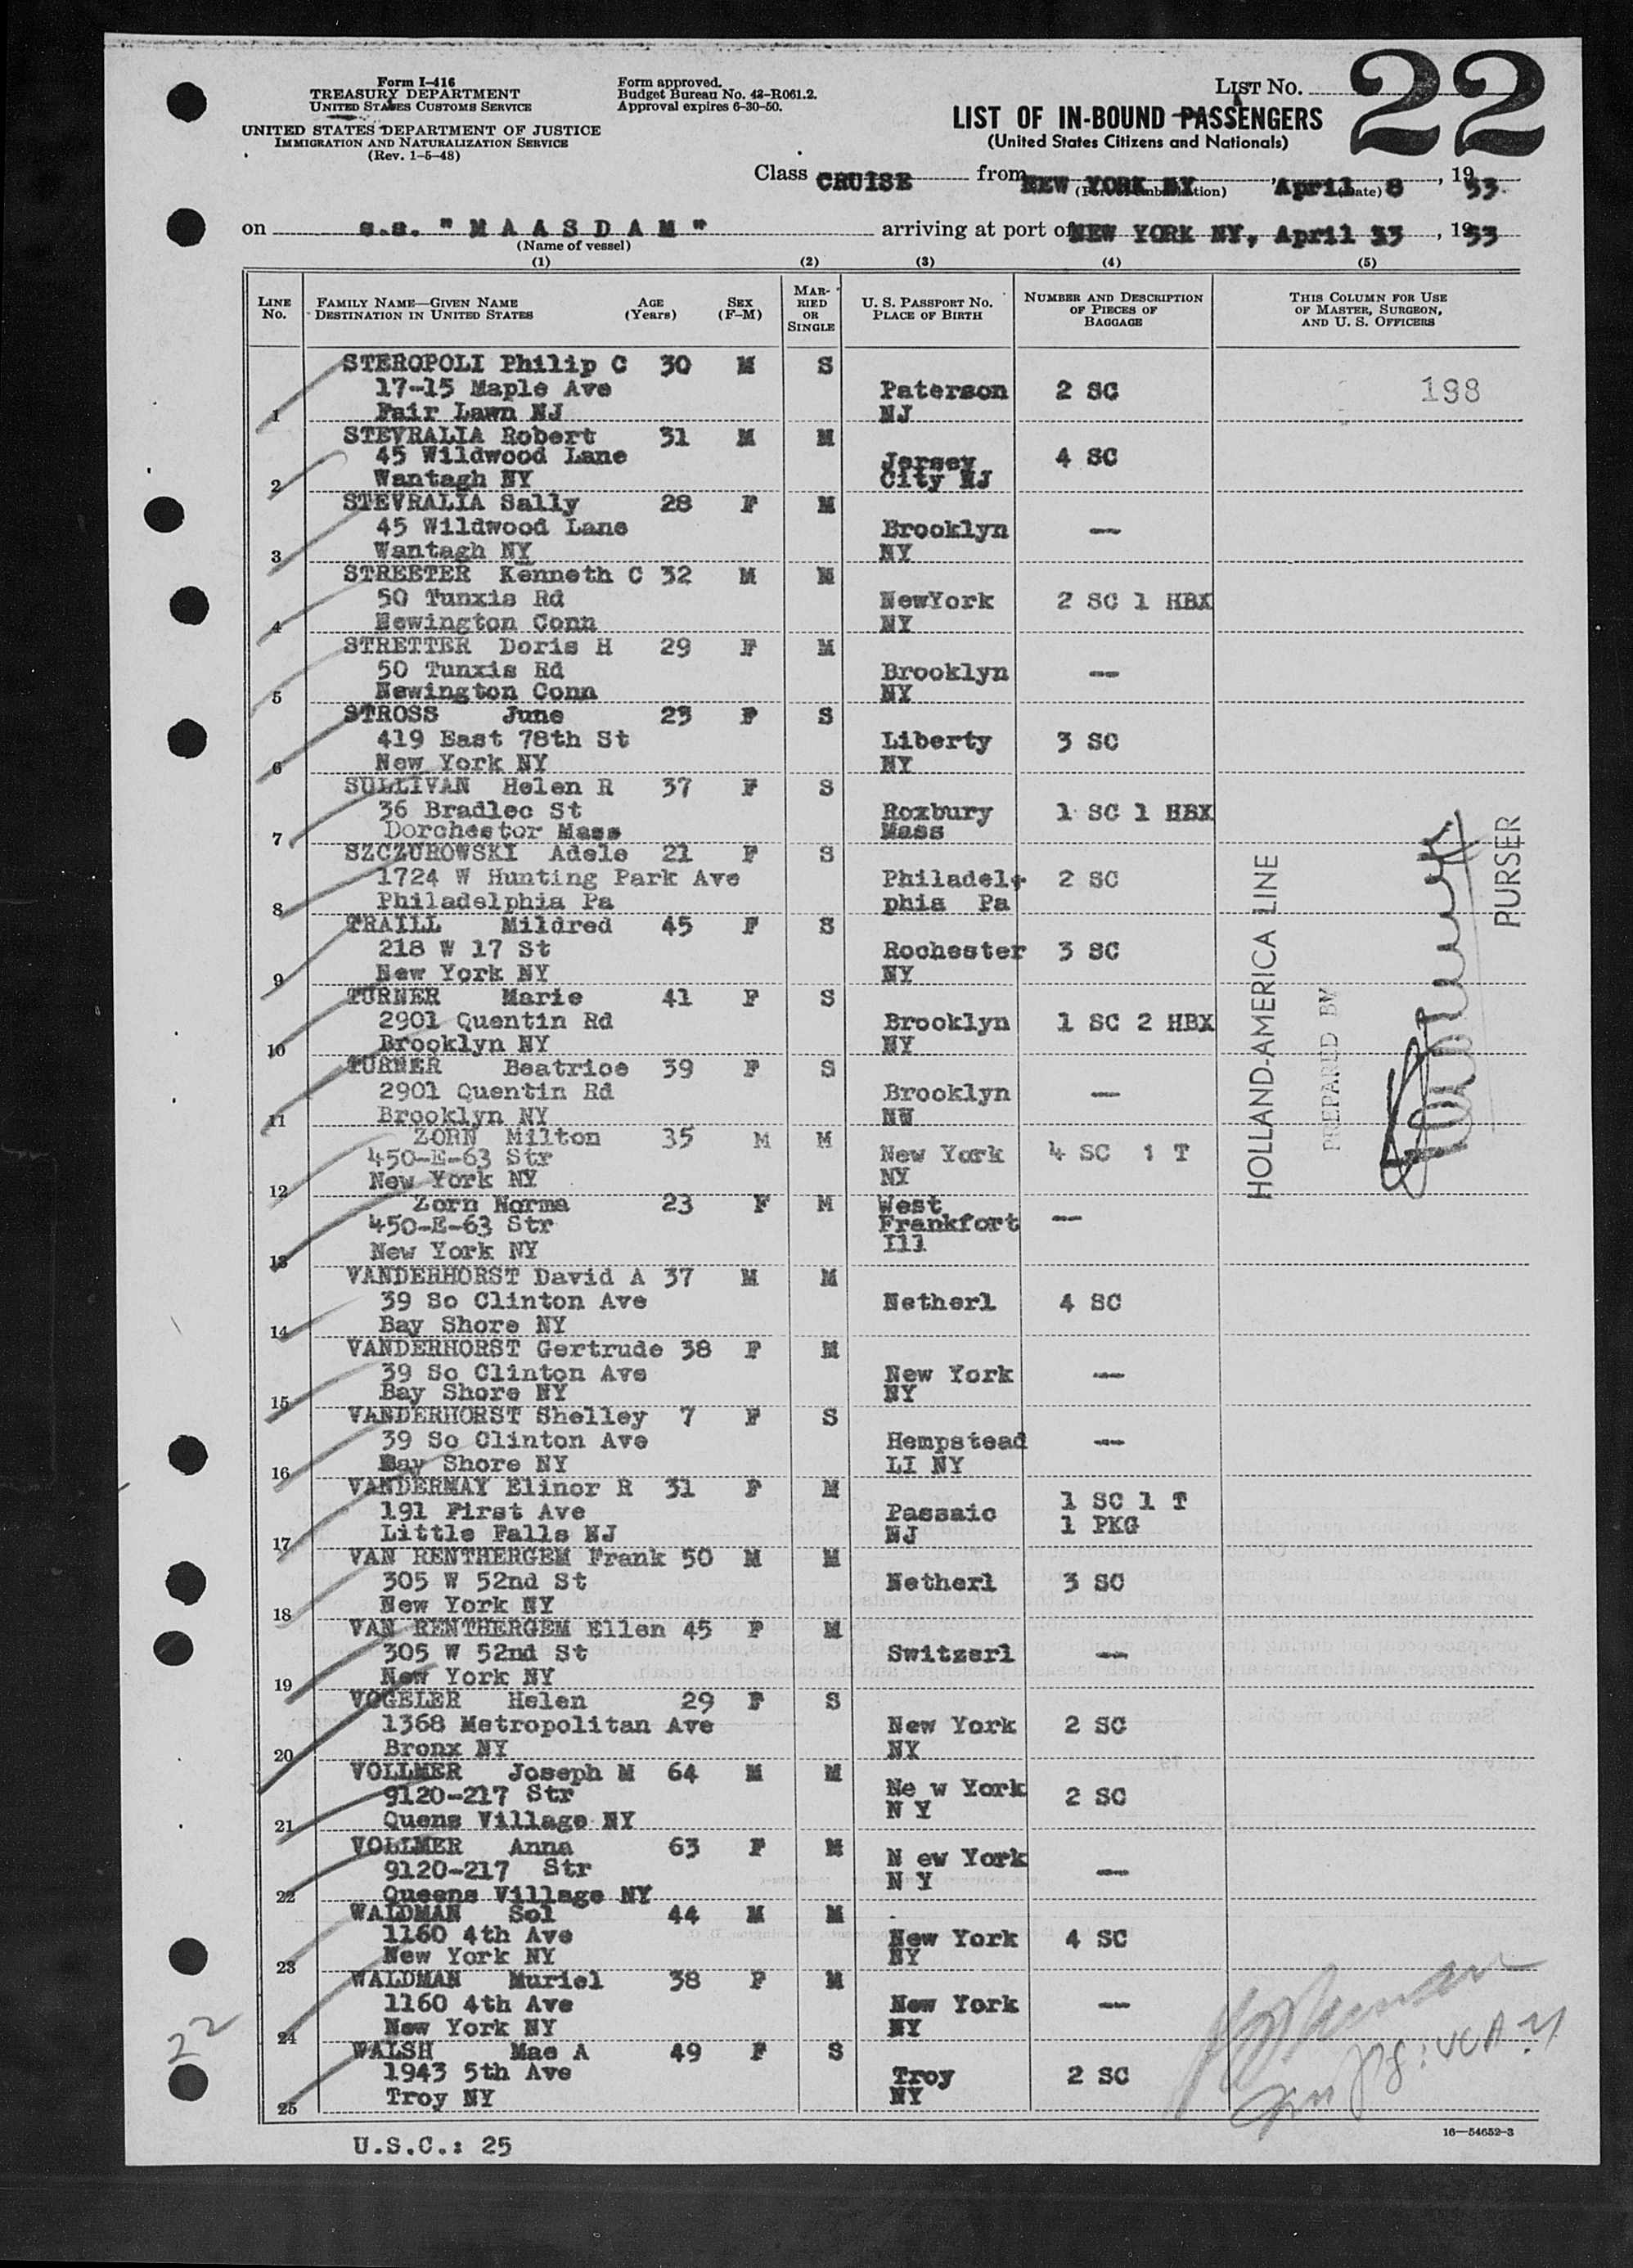 Form I-416
TREASURY DEPARTMENT
UNITED STATES CUSTOMS SERVICE
UNITED STATES DEPARTMENT OF JUSTICE
IMMIGRATION AND NATURALIZATION SERVICE
(Rev. 1-5-48)
Form approved.
Budget Bureau No. 43-R061.2.
Approval expires 6-30-50.
LIST No. 22
LIST OF IN-BOUND PASSENGERS
(United States Citizens and Nationals)
Class CRUISE from NEW YORK NY April 8, 1953.
on s.s. "MAASDAM" arriving at port of NEW YORK NY, April 1953
(Name of vessel)
(1) (2) (3) (4) (5)
LINE No. FAMILY NAME—GIVEN NAME DESTINATION IN UNITED STATES AGE (Years) SEX (F-M) MARRIED OR SINGLE U. S. PASSPORT No. PLACE OF BIRTH NUMBER AND DESCRIPTION OF PIECES OF BAGGAGE THIS COLUMN FOR USE OF MASTER, SURGEON, AND U. S. OFFICERS
STEROPOLI Philip C 30 M S
17-15 Maple Ave Paterson 2 SC 198
1 Fair Lawn NJ NJ
STEVRALIA Robert 31 M M
45 Wildwood Lane Jersey 4 SC
2 Wantagh NY City NJ
STEVRALIA Sally 28 F M
45 Wildwood Lane Brooklyn —
3 Wantagh NY NY
STREETER Kenneth C 32 M M
50 Tunxis Rd NewYork 2 SC 1 HBX
4 Newington Conn NY
STRETTER Doris H 29 F M
50 Tunxis Rd Brooklyn —
5 Newington Conn NY
STROSS June 23 F S
419 East 78th St Liberty 3 SC
6 New York NY NY
SULLIVAN Helen R 37 F S
36 Bradlee St Roxbury 1 SC 1 HBX
7 Dorchester Mass Mass
SZCZUROWSKI Adele 21 F S
1724 W Hunting Park Ave Philadel- 2 SC
8 Philadelphia Pa phia Pa
TRAILL Mildred 45 F S
218 W 17 St Rochester 3 SC
9 New York NY NY
TURNER Marie 41 F S
2901 Quentin Rd Brooklyn 1 SC 2 HBX
10 Brooklyn NY NY
TURNER Beatrice 39 F S
2901 Quentin Rd Brooklyn —
11 Brooklyn NY NW
ZORN Milton 35 M M
450-E-63 Str New York 4 SC 1 T
12 New York NY NY
Zorn Norma 23 F M West
450-E-63 Str Frankfort —
13 New York NY Ill
VANDERHORST David A 37 M M
39 So Clinton Ave Netherl 4 SC
14 Bay Shore NY
VANDERHORST Gertrude 38 F M
39 So Clinton Ave New York —
15 Bay Shore NY NY
VANDERHORST Shelley 7 F S
39 So Clinton Ave Hempstead —
16 Bay Shore NY LI NY
VANDERMAY Elinor R 31 F M
191 First Ave Passaic 1 SC 1 T
17 Little Falls NJ NJ 1 PKG
VAN RENTHERGEM Frank 50 M M
305 W 52nd St Netherl 3 SC
18 New York NY
VAN RENTHERGEM Ellen 45 F M
305 W 52nd St Switzerl —
19 New York NY
VOGELER Helen 29 F S
1368 Metropolitan Ave New York 2 SC
20 Bronx NY NY
VOLLMER Joseph M 64 M M
9120-217 Str Ne w York 2 SC
21 Quens Village NY N Y
VOLLMER Anna 63 F M
9120-217 Str N ew York —
22 Queens Village NY N Y
WALDMAN Sol 44 M M
1160 4th Ave New York 4 SC
23 New York NY NY
WALDMAN Muriel 38 F M
1160 4th Ave New York —
24 New York NY NY
WALSH Mae A 49 F S
1943 5th Ave Troy 2 SC
25 Troy NY NY
HOLLAND-AMERICA LINE
PREPARED BY
PURSER
22
16—54652-3
U.S.C.: 25